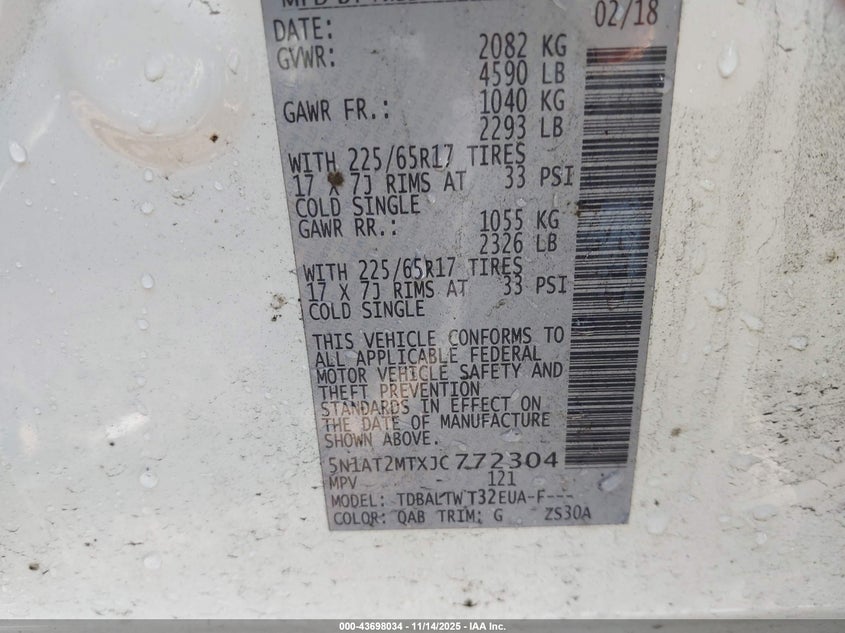 MFD BY
DATE: 02/18
GVWR: 2082 KG
4590 LB
GAWR FR.: 1040 KG
2293 LB
WITH 225/65R17 TIRES
17 X 7J RIMS AT 33 PSI
COLD SINGLE
GAWR RR.: 1055 KG
2326 LB
WITH 225/65R17 TIRES
17 X 7J RIMS AT 33 PSI
COLD SINGLE
THIS VEHICLE CONFORMS TO
ALL APPLICABLE FEDERAL
MOTOR VEHICLE SAFETY AND
THEFT PREVENTION
STANDARDS IN EFFECT ON
THE DATE OF MANUFACTURE
SHOWN ABOVE.
5N1AT2MTXJC772304
MPV - 121
MODEL: TDBALTWT32EUA-F---
COLOR: QAB TRIM: G ZS30A
000-43698034 - 11/14/2025 - IAA Inc.